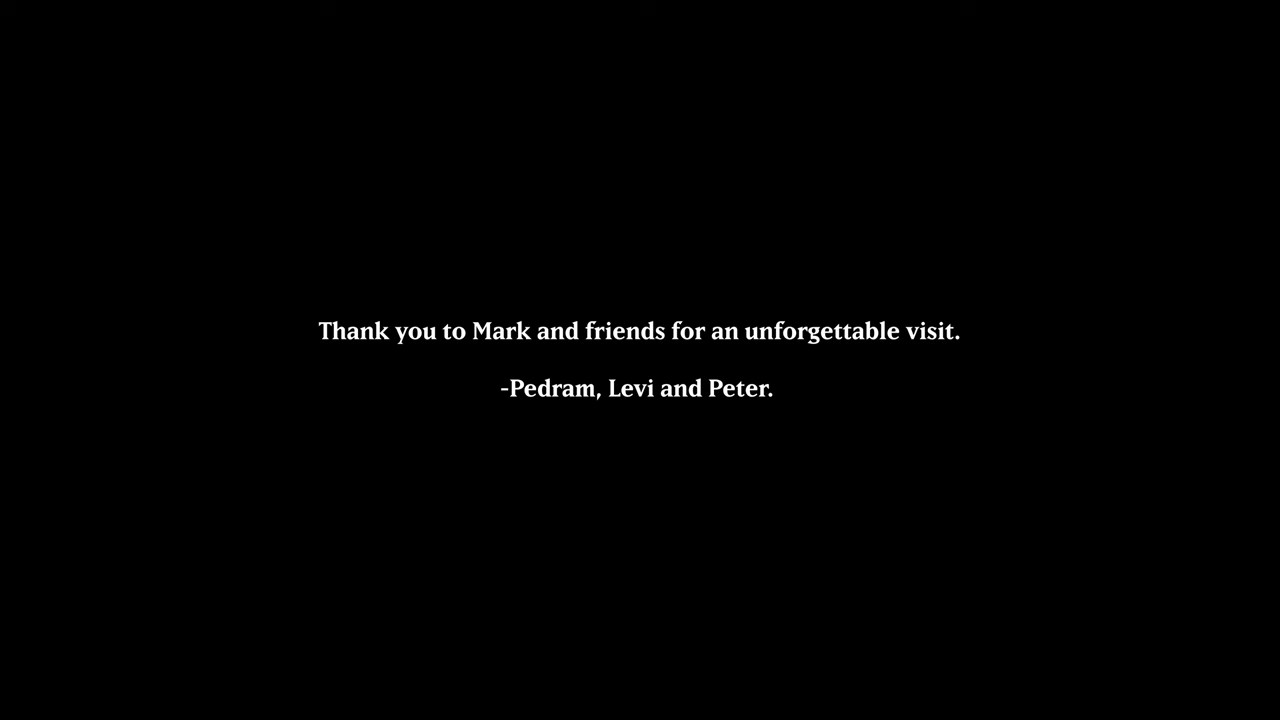 Thank you to Mark and friends for an unforgettable visit.
-Pedram, Levi and Peter.